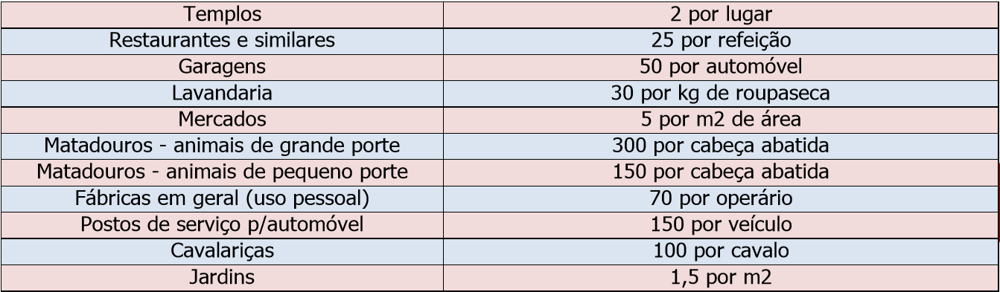 Templos 2 por lugar
Restaurantes e similares 25 por refeição
Garagens 50 por automóvel
Lavandaria 30 por kg de roupaseca
Mercados 5 por m2 de área
Matadouros - animais de grande porte 300 por cabeça abatida
Matadouros - animais de pequeno porte 150 por cabeça abatida
Fábricas em geral (uso pessoal) 70 por operário
Postos de serviço p/automóvel 150 por veículo
Cavalariças 100 por cavalo
Jardins 1,5 por m2